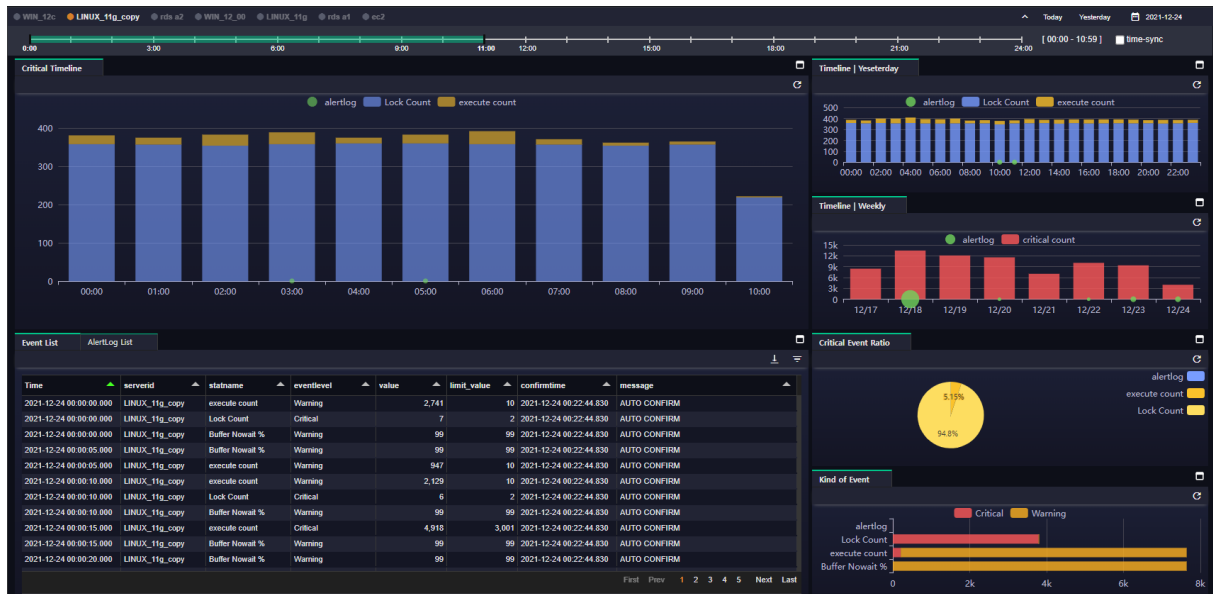 WIN_12c LINUX_11g_copy rds a2 WIN_12_00 LINUX_11g rds a1 ec2 Today Yesterday 2021-12-24
0:00 3:00 6:00 9:00 11:00 12:00 15:00 18:00 21:00 24:00 [ 00:00 - 10:59 ] time-sync
Critical Timeline
alertlog Lock Count execute count
400
300
200
100
0
00:00 01:00 02:00 03:00 04:00 05:00 06:00 07:00 08:00 09:00 10:00
Timeline | Yeseterday
alertlog Lock Count execute count
500
400
300
200
100
0
00:00 02:00 04:00 06:00 08:00 10:00 12:00 14:00 16:00 18:00 20:00 22:00
Timeline | Weekly
alertlog critical count
15k
12k
9k
6k
3k
0
12/17 12/18 12/19 12/20 12/21 12/22 12/23 12/24
Event List AlertLog List
Time serverid statname eventlevel value limit_value confirmtime message
2021-12-24 00:00:00.000 LINUX_11g_copy execute count Warning 2,741 10 2021-12-24 00:22:44.830 AUTO CONFIRM
2021-12-24 00:00:00.000 LINUX_11g_copy Lock Count Critical 7 2 2021-12-24 00:22:44.830 AUTO CONFIRM
2021-12-24 00:00:00.000 LINUX_11g_copy Buffer Nowait % Warning 99 99 2021-12-24 00:22:44.830 AUTO CONFIRM
2021-12-24 00:00:05.000 LINUX_11g_copy Buffer Nowait % Warning 99 99 2021-12-24 00:22:44.830 AUTO CONFIRM
2021-12-24 00:00:05.000 LINUX_11g_copy execute count Warning 947 10 2021-12-24 00:22:44.830 AUTO CONFIRM
2021-12-24 00:00:10.000 LINUX_11g_copy execute count Warning 2,129 10 2021-12-24 00:22:44.830 AUTO CONFIRM
2021-12-24 00:00:10.000 LINUX_11g_copy Lock Count Critical 6 2 2021-12-24 00:22:44.830 AUTO CONFIRM
2021-12-24 00:00:10.000 LINUX_11g_copy Buffer Nowait % Warning 99 99 2021-12-24 00:22:44.830 AUTO CONFIRM
2021-12-24 00:00:15.000 LINUX_11g_copy execute count Critical 4,918 3,001 2021-12-24 00:22:44.830 AUTO CONFIRM
2021-12-24 00:00:15.000 LINUX_11g_copy Buffer Nowait % Warning 99 99 2021-12-24 00:22:44.830 AUTO CONFIRM
2021-12-24 00:00:20.000 LINUX_11g_copy Buffer Nowait % Warning 99 99 2021-12-24 00:22:44.830 AUTO CONFIRM
First Prev 1 2 3 4 5 Next Last
Critical Event Ratio
alertlog
execute count
Lock Count
5.15%
94.8%
Kind of Event
Critical Warning
alertlog
Lock Count
execute count
Buffer Nowait %
0 2k 4k 6k 8k